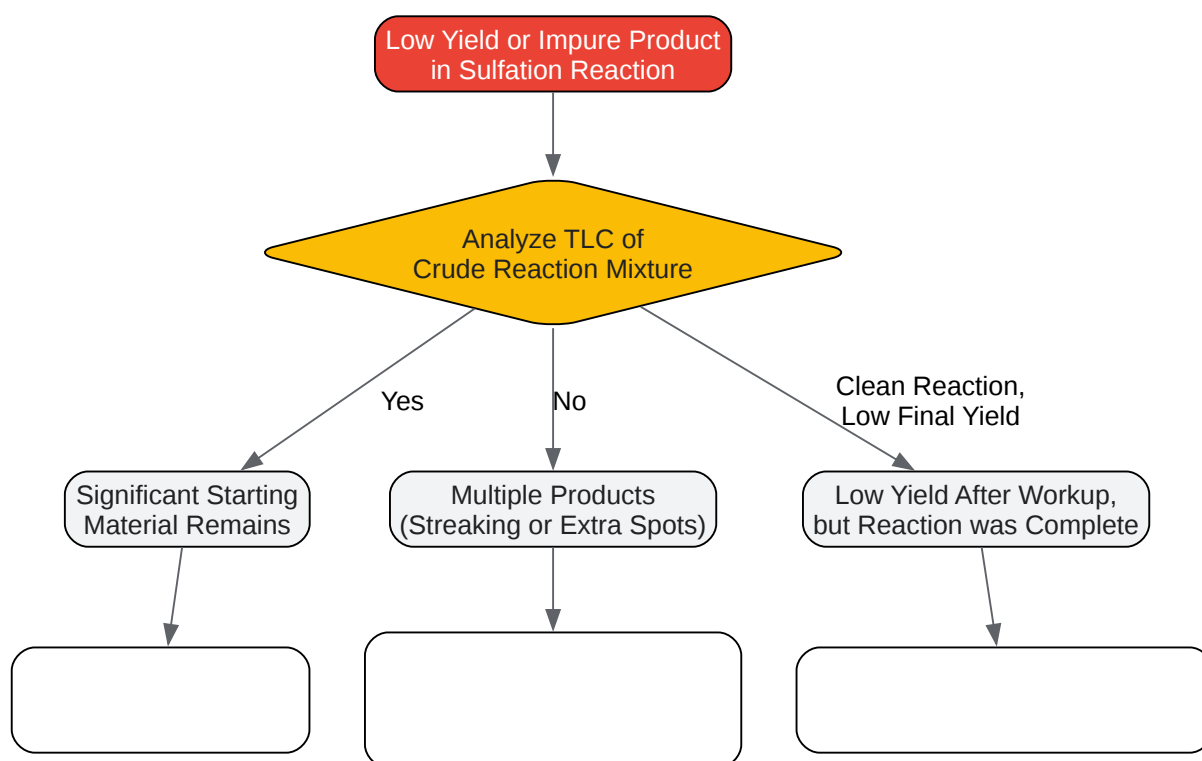 Low Yield or Impure Product
in Sulfation Reaction
Analyze TLC of
Crude Reaction Mixture
Yes
No
Clean Reaction,
Low Final Yield
Significant Starting
Material Remains
Multiple Products
(Streaking or Extra Spots)
Low Yield After Workup,
but Reaction was Complete